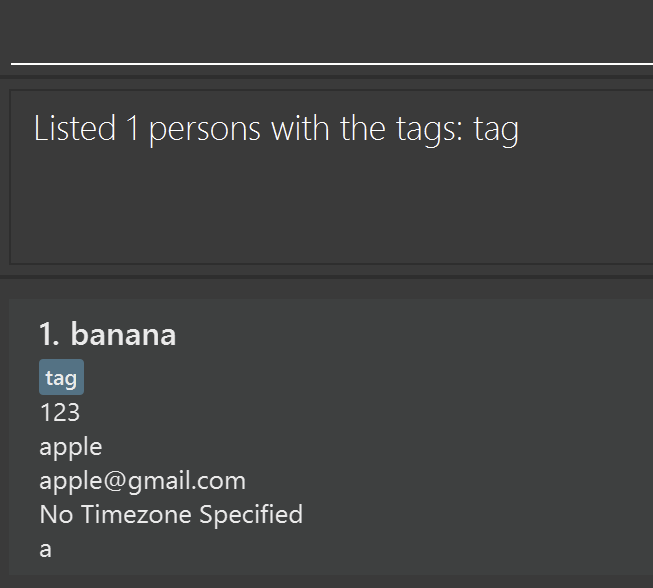 Listed 1 persons with the tags: tag
1. banana
tag
123
apple
apple@gmail.com
No Timezone Specified
a